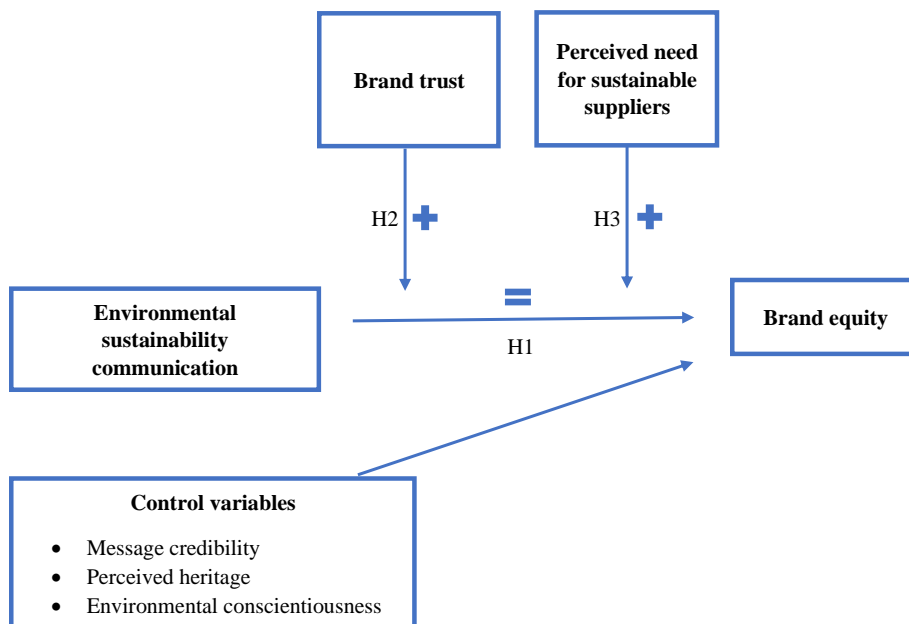 Brand trust
Perceived need
for sustainable
suppliers
H2
H3
Environmental
sustainability
communication
H1
Brand equity
Control variables
• Message credibility
• Perceived heritage
• Environmental conscientiousness